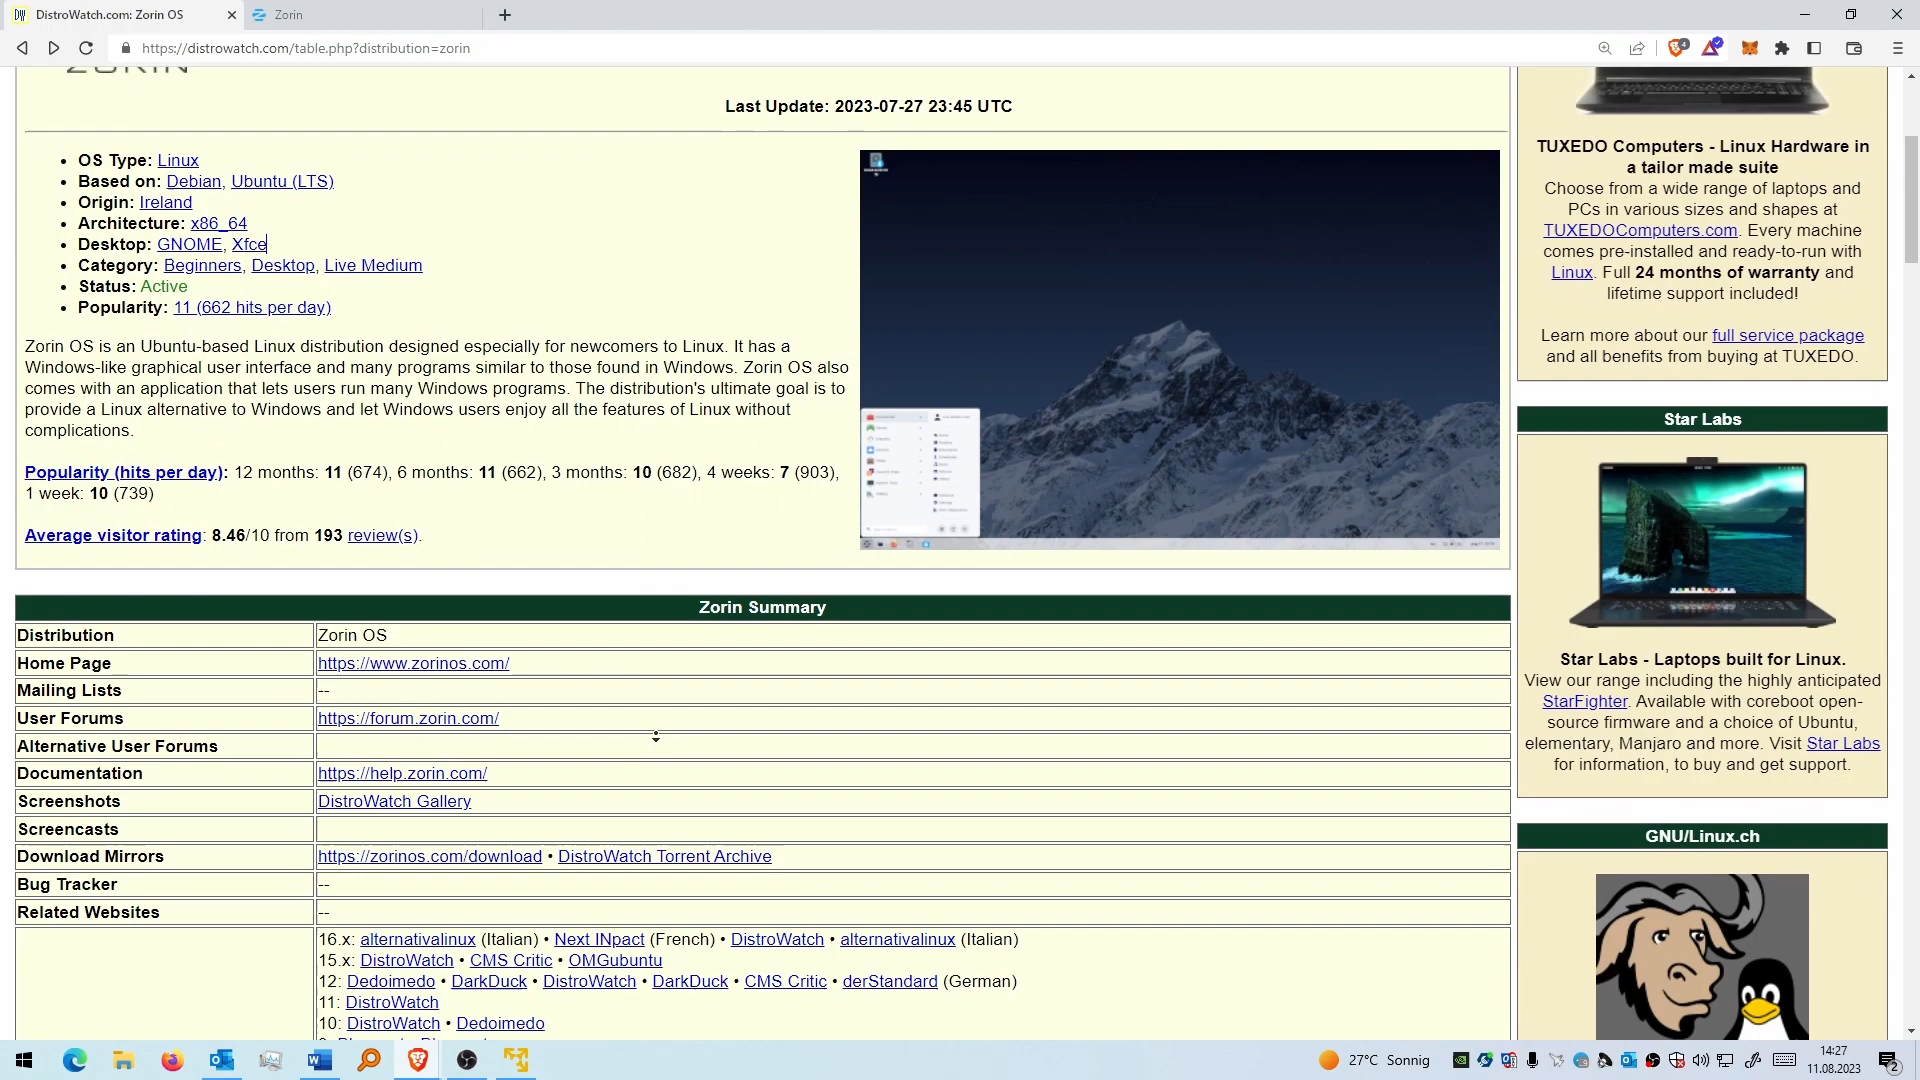 DistroWatch.com: Zorin OS
Zorin
https://distrowatch.com/table.php?distribution=zorin
ZORIN
Last Update: 2023-07-27 23:45 UTC
• OS Type: Linux
• Based on: Debian, Ubuntu (LTS)
• Origin: Ireland
• Architecture: x86_64
• Desktop: GNOME, Xfce
• Category: Beginners, Desktop, Live Medium
• Status: Active
• Popularity: 11 (662 hits per day)
Zorin OS is an Ubuntu-based Linux distribution designed especially for newcomers to Linux. It has a
Windows-like graphical user interface and many programs similar to those found in Windows. Zorin OS also
comes with an application that lets users run many Windows programs. The distribution's ultimate goal is to
provide a Linux alternative to Windows and let Windows users enjoy all the features of Linux without
complications.
Popularity (hits per day): 12 months: 11 (674), 6 months: 11 (662), 3 months: 10 (682), 4 weeks: 7 (903),
1 week: 10 (739)
Average visitor rating: 8.46/10 from 193 review(s).
Zorin Summary
Distribution Zorin OS
Home Page https://www.zorinos.com/
Mailing Lists --
User Forums https://forum.zorin.com/
Alternative User Forums
Documentation https://help.zorin.com/
Screenshots DistroWatch Gallery
Screencasts
Download Mirrors https://zorinos.com/download • DistroWatch Torrent Archive
Bug Tracker --
Related Websites --
16.x: alternativalinux (Italian) • Next INpact (French) • DistroWatch • alternativalinux (Italian)
15.x: DistroWatch • CMS Critic • OMGubuntu
12: Dedoimedo • DarkDuck • DistroWatch • DarkDuck • CMS Critic • derStandard (German)
11: DistroWatch
10: DistroWatch • Dedoimedo
TUXEDO Computers - Linux Hardware in
a tailor made suite
Choose from a wide range of laptops and
PCs in various sizes and shapes at
TUXEDOComputers.com. Every machine
comes pre-installed and ready-to-run with
Linux. Full 24 months of warranty and
lifetime support included!
Learn more about our full service package
and all benefits from buying at TUXEDO.
Star Labs
Star Labs - Laptops built for Linux.
View our range including the highly anticipated
StarFighter. Available with coreboot open-
source firmware and a choice of Ubuntu,
elementary, Manjaro and more. Visit Star Labs
for information, to buy and get support.
GNU/Linux.ch
27°C Sonnig
14:27
11.08.2023
2